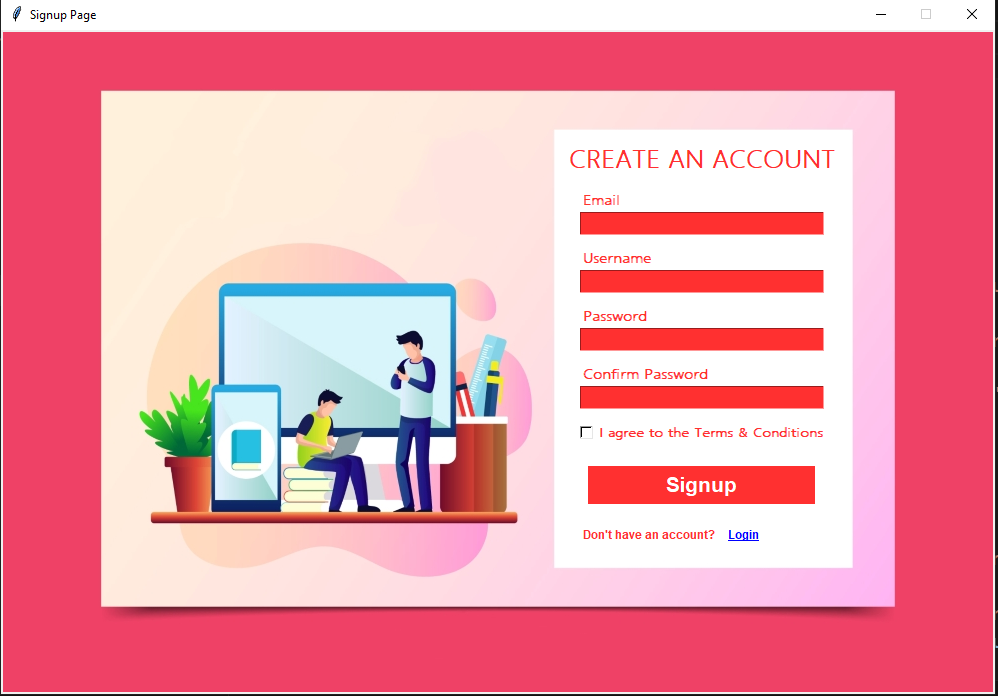 Signup Page
CREATE AN ACCOUNT
Email
Username
Password
Confirm Password
I agree to the Terms & Conditions
Signup
Don't have an account? Login